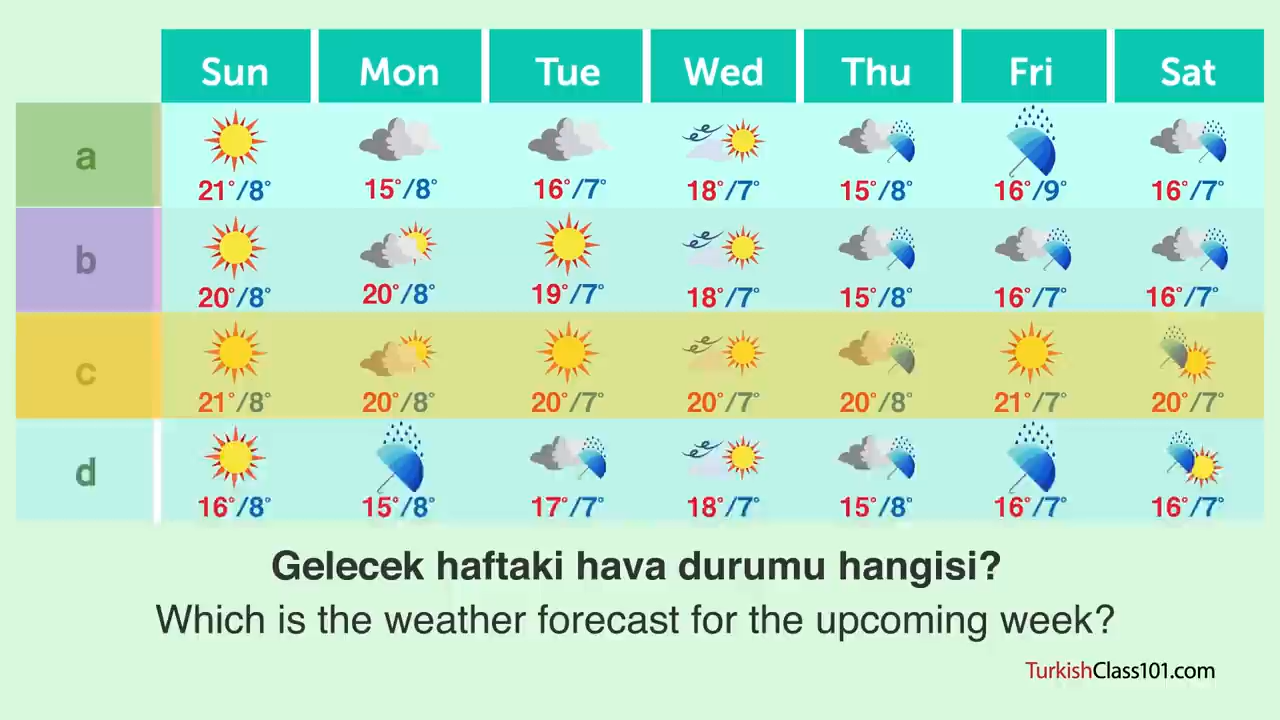 Sun Mon Tue Wed Thu Fri Sat
a
21°/8° 15°/8° 16°/7° 18°/7° 15°/8° 16°/9° 16°/7°
b
20°/8° 20°/8° 19°/7° 18°/7° 15°/8° 16°/7° 16°/7°
c
21°/8° 20°/8° 20°/7° 20°/7° 20°/8° 21°/7° 20°/7°
d
16°/8° 15°/8° 17°/7° 18°/7° 15°/8° 16°/7° 16°/7°
Gelecek haftaki hava durumu hangisi?
Which is the weather forecast for the upcoming week?
TurkishClass101.com